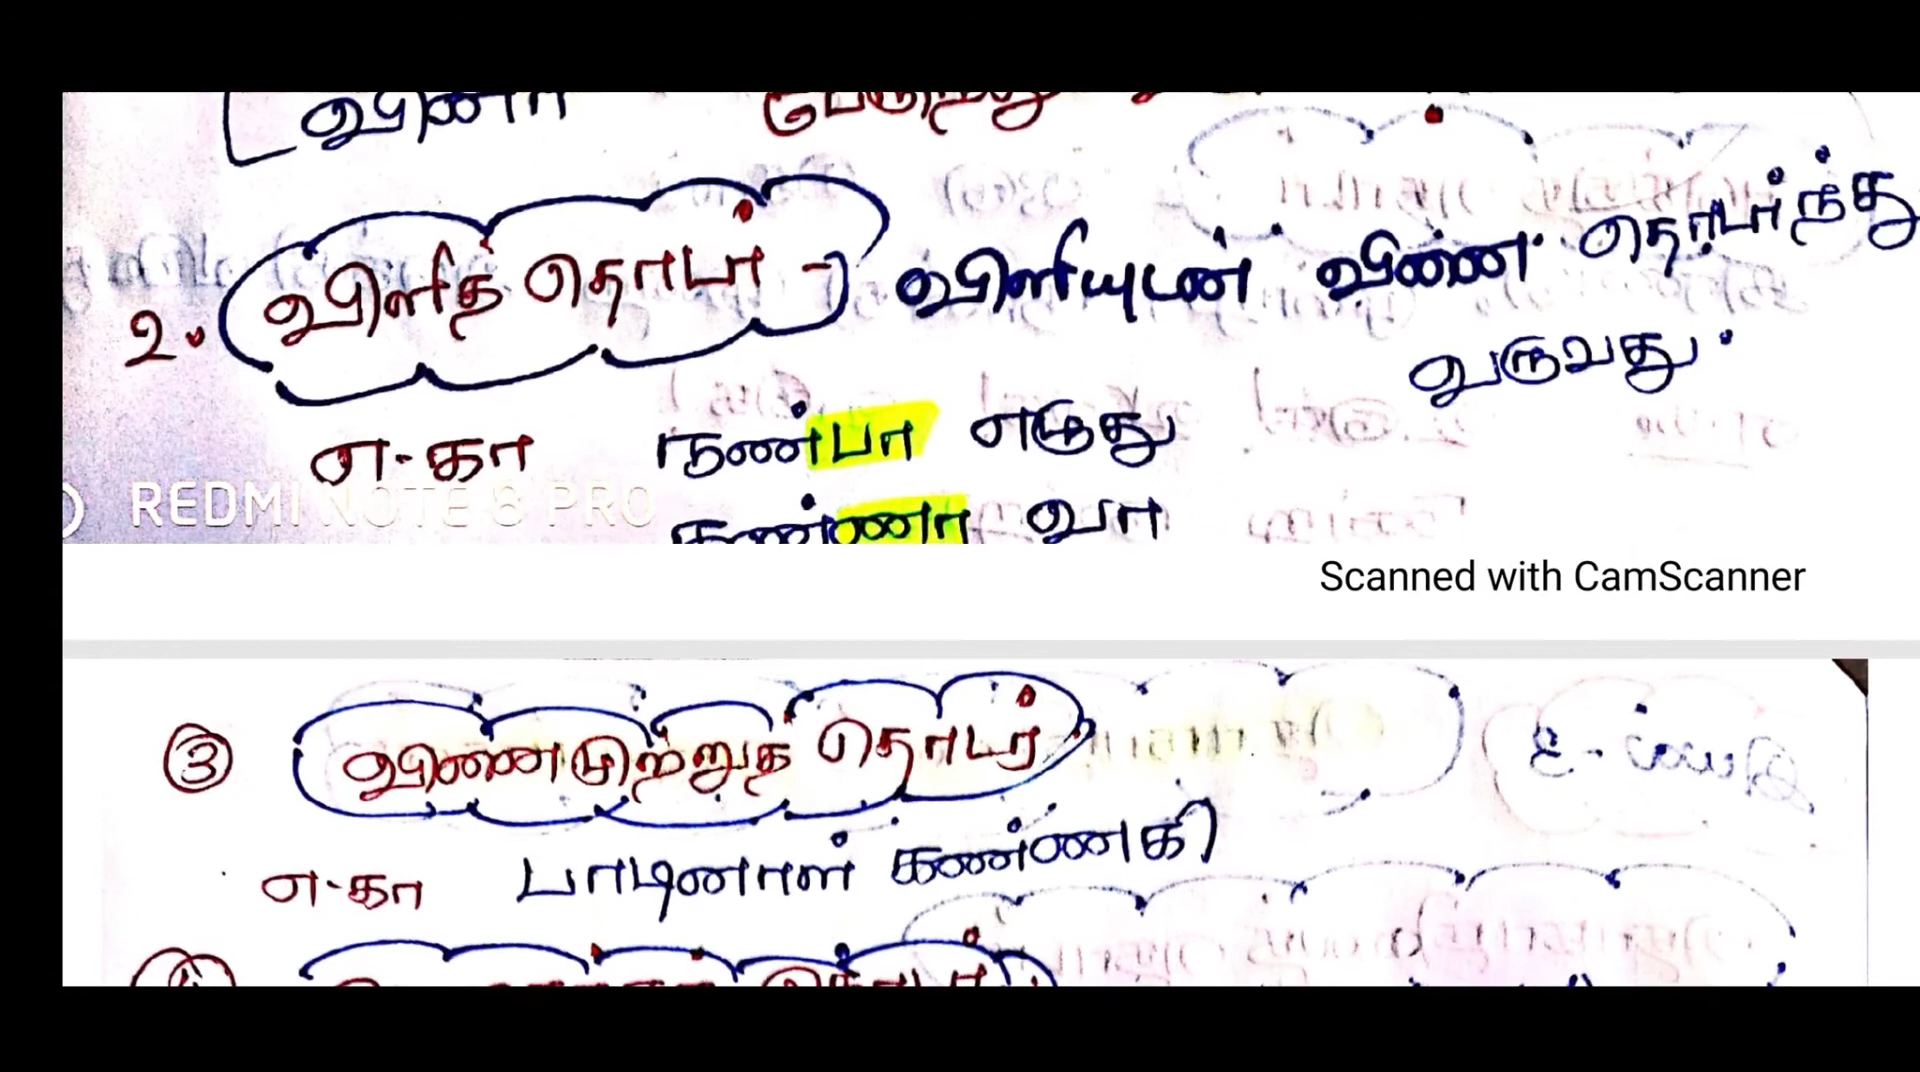 வினா
2. விளித் தொடர் - விளியுடன் வினை தொடர்ந்து
வருவது.
எ.கா நண்பா எழுது
REDMI NOTE 8 PRO
கண்ணா வா
Scanned with CamScanner
3 வினைமுற்றுத் தொடர்
எ.கா பாடினாள் கண்ணகி